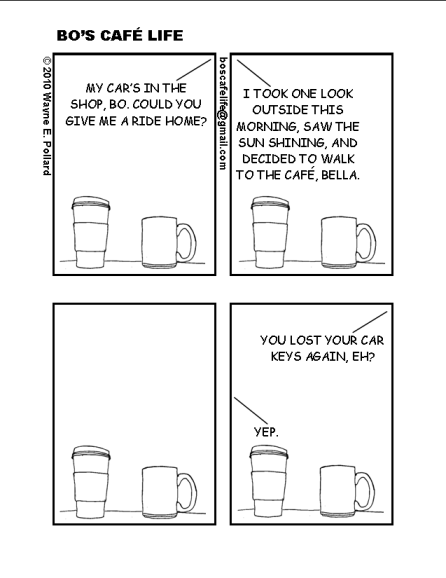 BO'S CAFÉ LIFE
© 2010 Wayne E. Pollard
MY CAR'S IN THE
SHOP, BO. COULD YOU
GIVE ME A RIDE HOME?
boscafelife@gmail.com
I TOOK ONE LOOK
OUTSIDE THIS
MORNING, SAW THE
SUN SHINING, AND
DECIDED TO WALK
TO THE CAFÉ, BELLA.
YOU LOST YOUR CAR
KEYS AGAIN, EH?
YEP.